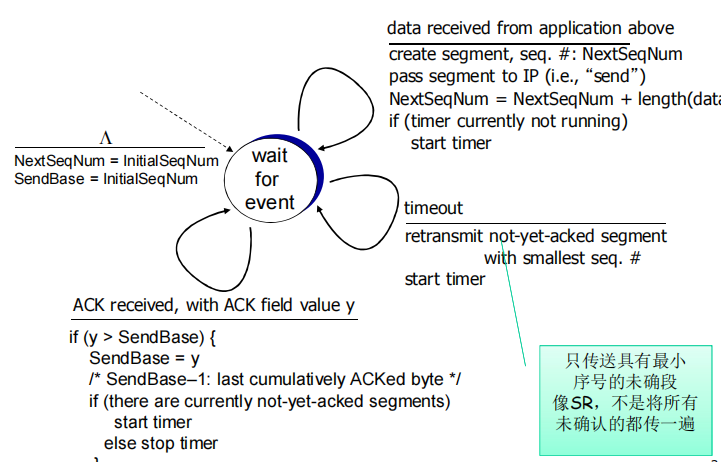 data received from application above
create segment, seq. #: NextSeqNum
pass segment to IP (i.e., “send”)
NextSeqNum = NextSeqNum + length(data
if (timer currently not running)
start timer
Λ
NextSeqNum = InitialSeqNum
SendBase = InitialSeqNum
wait
for
event
timeout
retransmit not-yet-acked segment
with smallest seq. #
start timer
ACK received, with ACK field value y
if (y > SendBase) {
SendBase = y
/* SendBase–1: last cumulatively ACKed byte */
if (there are currently not-yet-acked segments)
start timer
else stop timer
}
只传送具有最小
序号的未确段
像SR，不是将所有
未确认的都传一遍